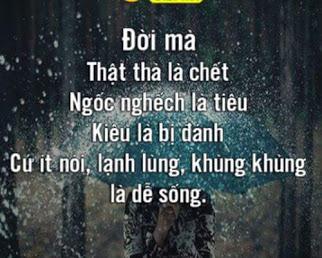 Đời mà
Thật thà là chết
Ngốc nghếch là tiêu
Kiêu là bị đánh
Cứ ít nói, lạnh lùng, khùng khùng
là dễ sống.